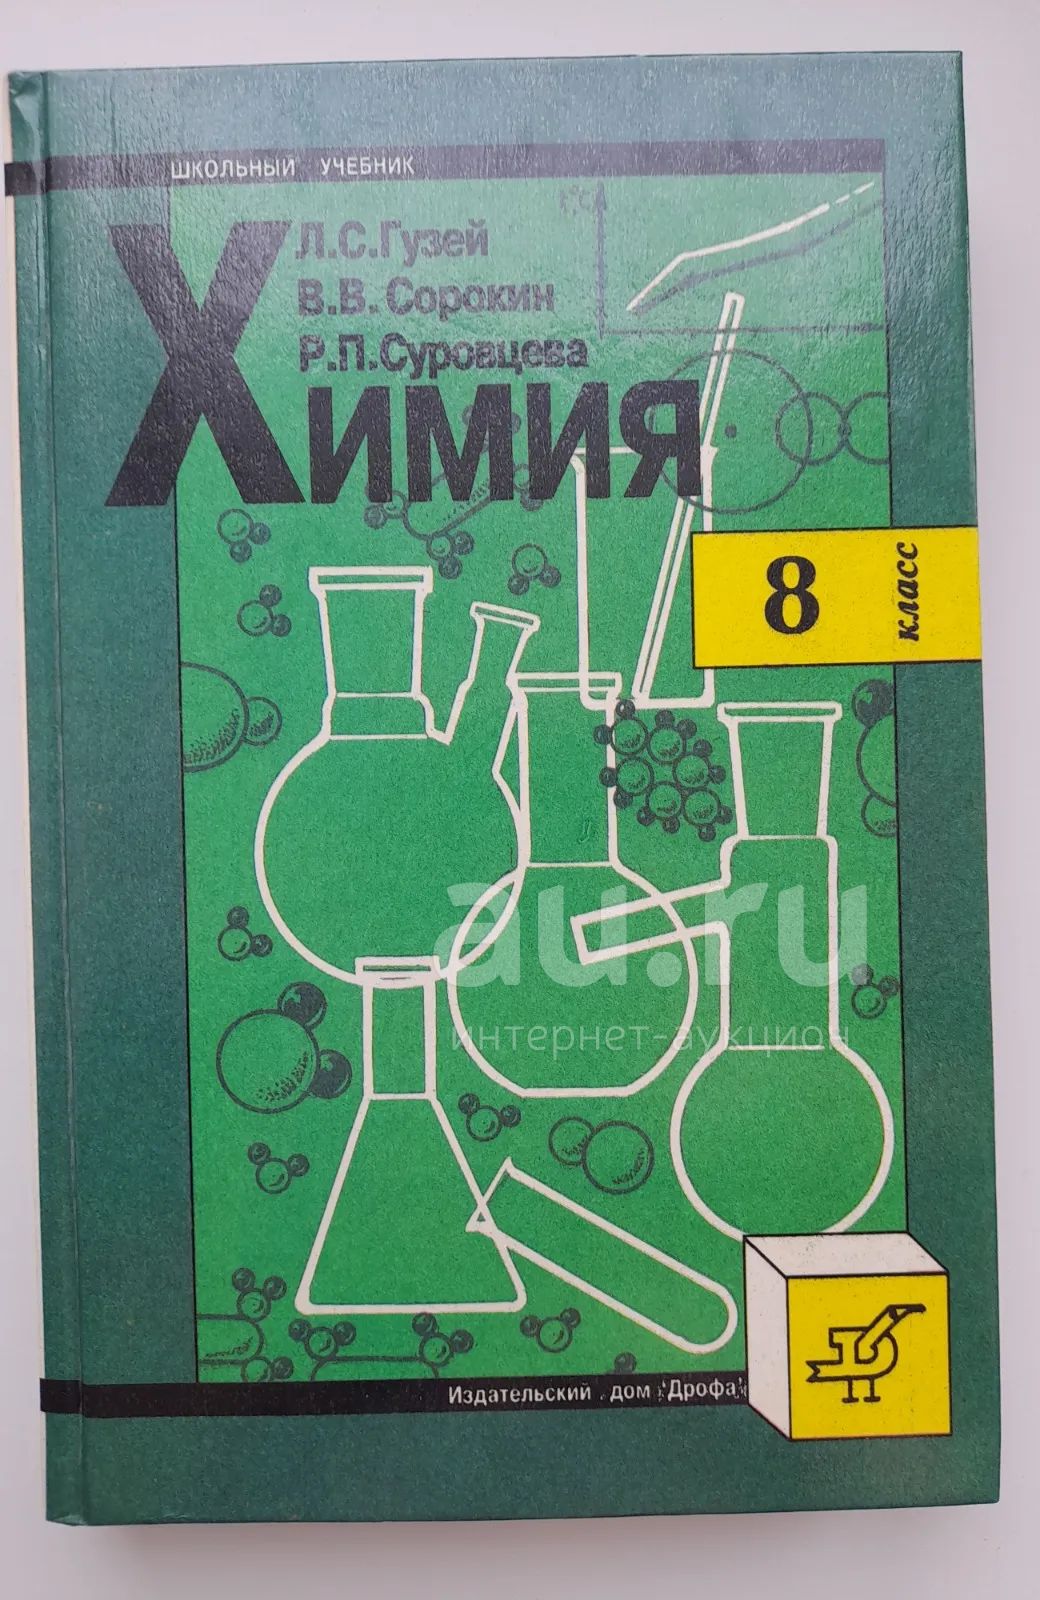 ШКОЛЬНЫЙ УЧЕБНИК
Л.С.Гузей
В.В.Сорокин
Р.П.Суровцева
Химия
t°C
8
класс
au.ru
интернет-аукцион
Издательский дом "Дрофа"